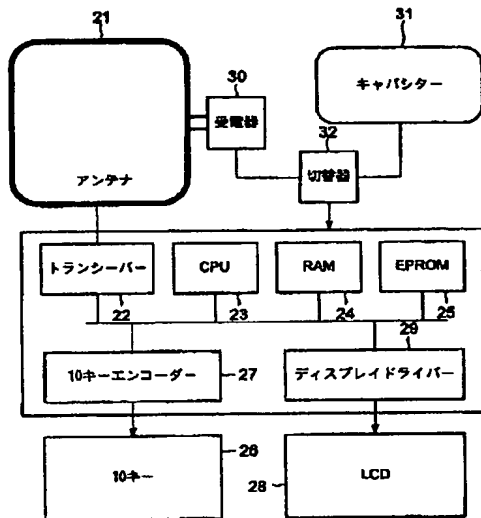 21
31
30
キャパシター
受電器
32
切替器
アンテナ
トランシーバー
CPU
RAM
EPROM
22
23
24
25
29
10キーエンコーダー
27
ディスプレイドライバー
26
10キー
LCD
28